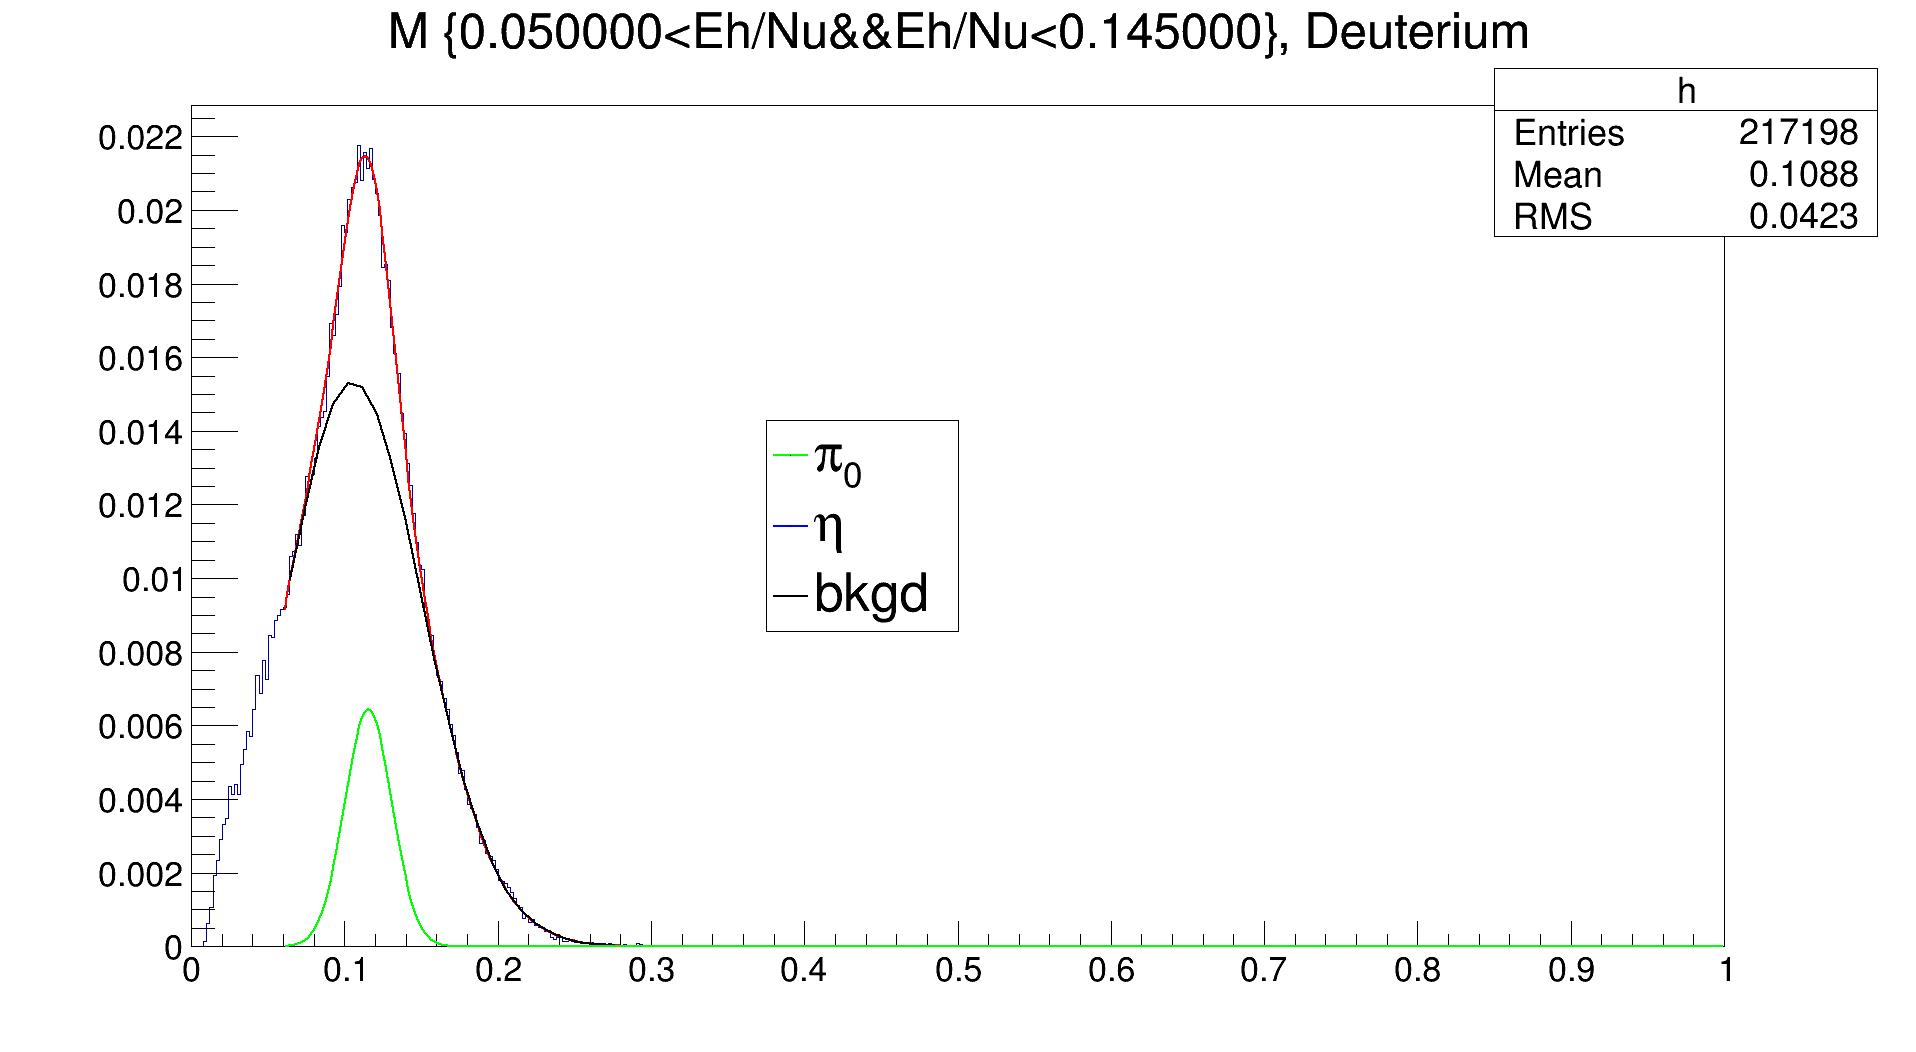 M {0.050000<Eh/Nu&&Eh/Nu<0.145000}, Deuterium
h
Entries 217198
Mean 0.1088
RMS 0.0423
0.022
0.02
0.018
0.016
0.014
0.012
0.01
0.008
0.006
0.004
0.002
0
π0
η
bkgd
0 0.1 0.2 0.3 0.4 0.5 0.6 0.7 0.8 0.9 1